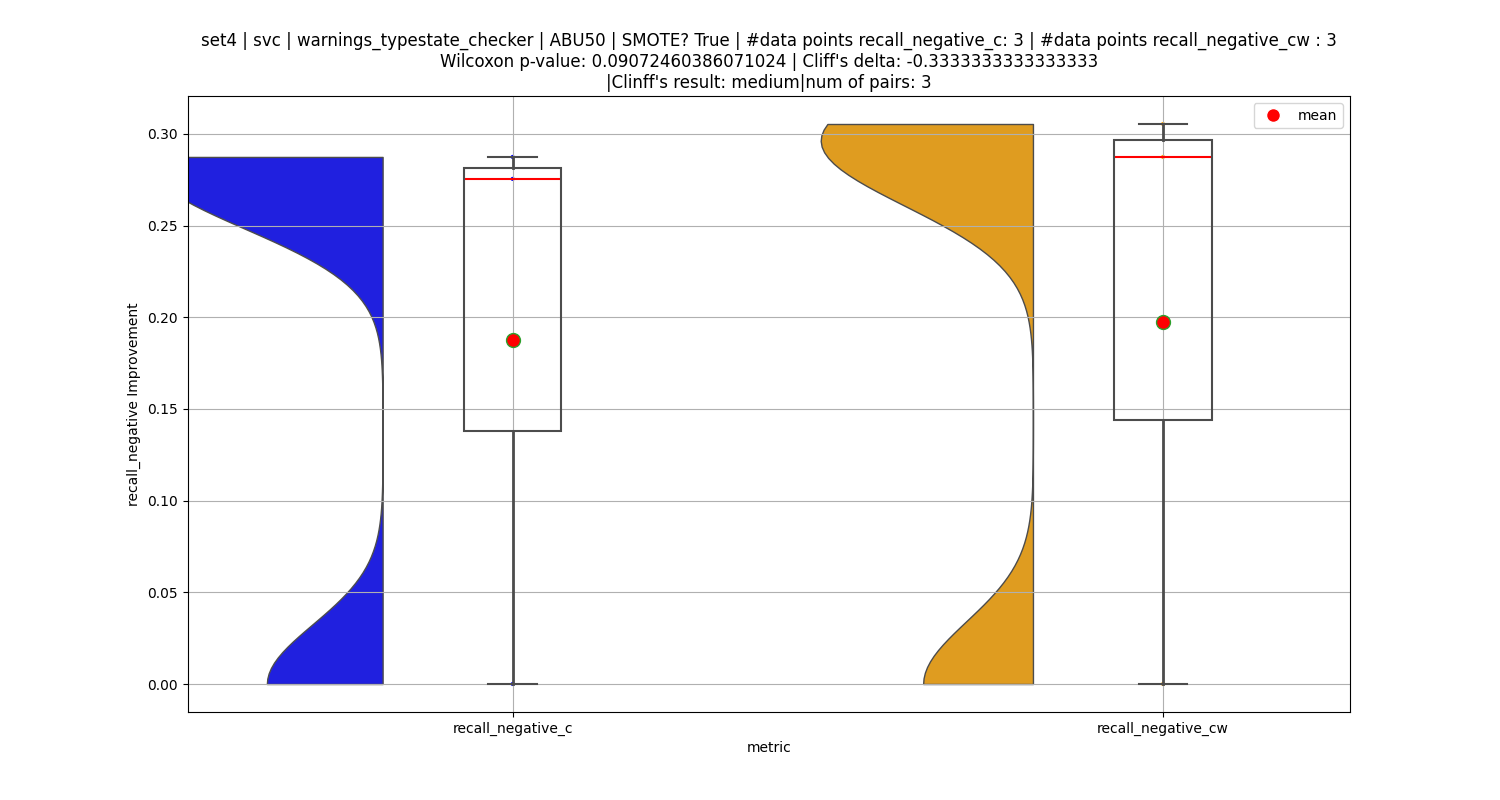 set4 | svc | warnings_typestate_checker | ABU50 | SMOTE? True | #data points recall_negative_c: 3 | #data points recall_negative_cw : 3
Wilcoxon p-value: 0.09072460386071024 | Cliff's delta: -0.3333333333333333
|Clinff's result: medium|num of pairs: 3
mean
0.30
0.25
0.20
0.15
0.10
0.05
0.00
recall_negative Improvement
recall_negative_c
recall_negative_cw
metric